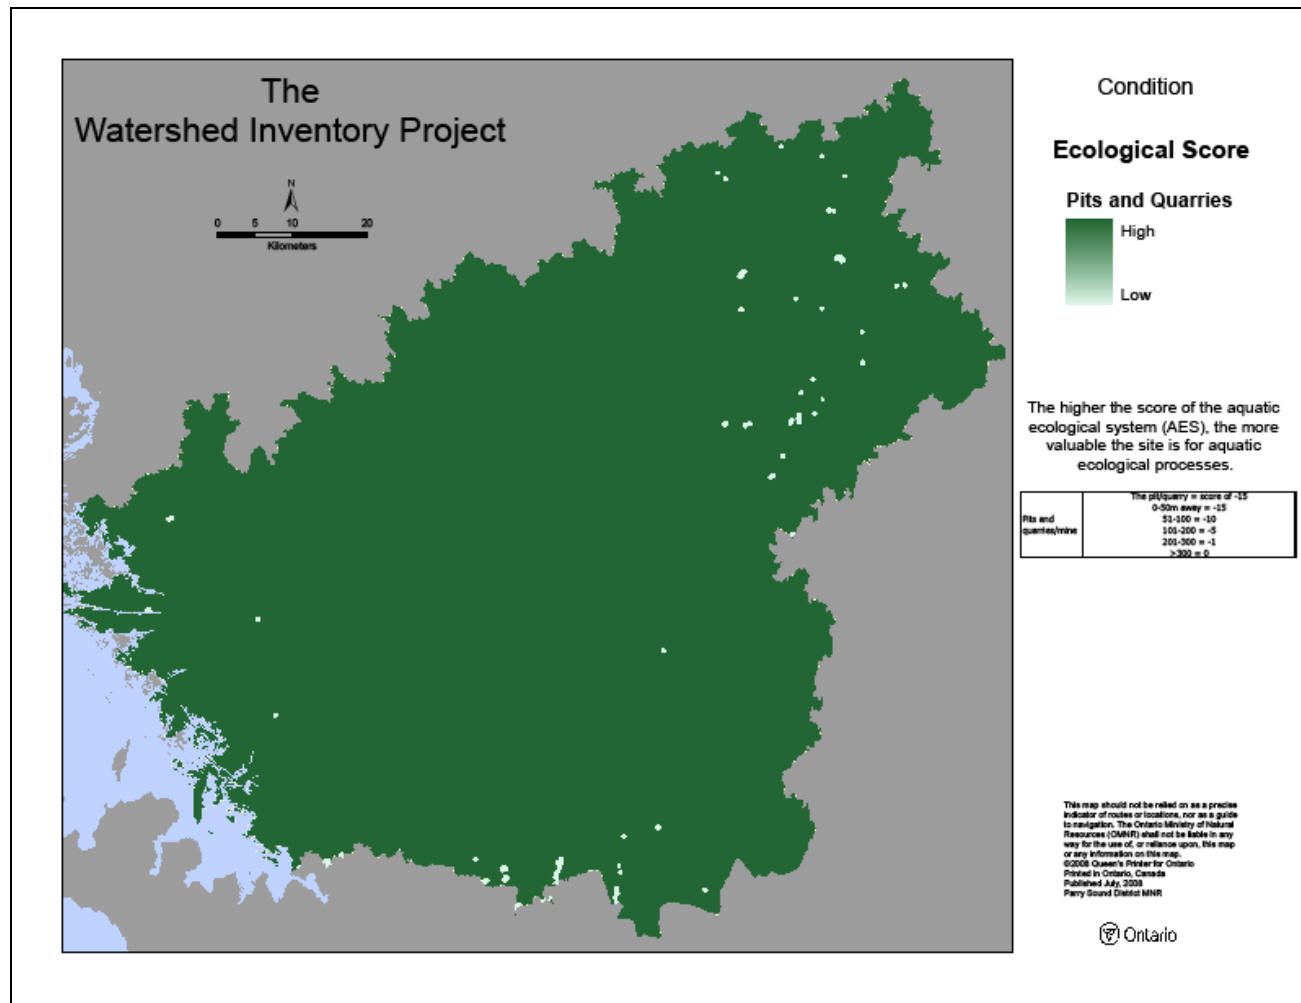 The
Watershed Inventory Project
N
0 5 10 20
Kilometers
Condition
Ecological Score
Pits and Quarries
High
Low
The higher the score of the aquatic
ecological system (AES), the more
valuable the site is for aquatic
ecological processes.
Pits and
quarries/mine
The pit/quarry = score of -15
0-50m away = -15
51-100 = -10
101-200 = -5
201-300 = -1
>300 = 0
This map should not be relied on as a precise
indicator of routes or locations, nor as a guide
to navigation. The Ontario Ministry of Natural
Resources (OMNR) shall not be liable in any
way for the use of, or reliance upon, this map
or any information on this map.
©2008 Queen's Printer for Ontario
Printed in Ontario, Canada
Published July, 2008
Parry Sound District MNR
Ontario